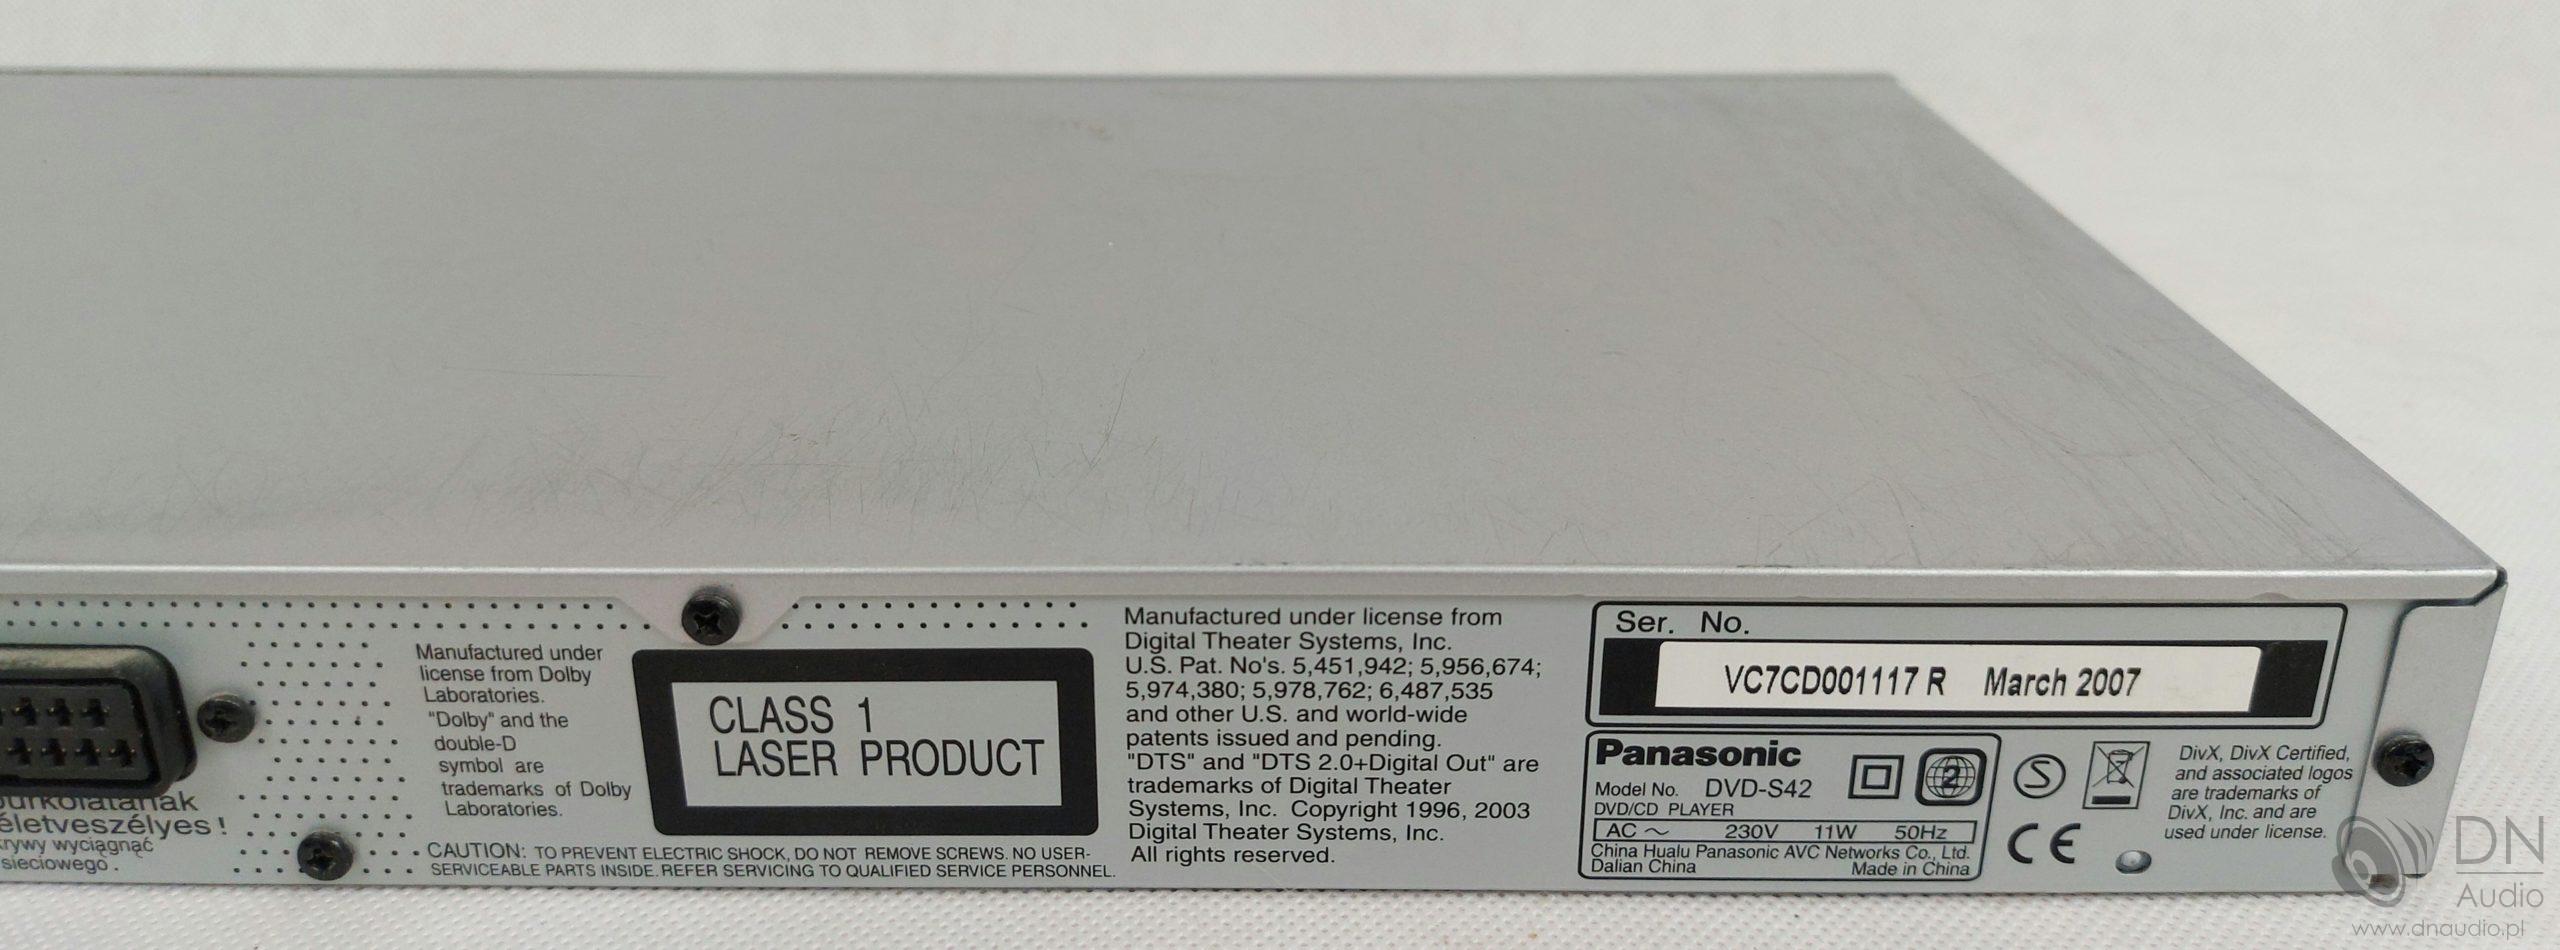 életveszélyes!
wyciągnąć
sieciowego.
Manufactured under
license from Dolby
Laboratories.
"Dolby" and the
double-D
symbol are
trademarks of Dolby
Laboratories.
CLASS 1
LASER PRODUCT
CAUTION: TO PREVENT ELECTRIC SHOCK, DO NOT REMOVE SCREWS. NO USER-
SERVICEABLE PARTS INSIDE. REFER SERVICING TO QUALIFIED SERVICE PERSONNEL.
Manufactured under license from
Digital Theater Systems, Inc.
U.S. Pat. No's. 5,451,942; 5,956,674;
5,974,380; 5,978,762; 6,487,535
and other U.S. and world-wide
patents issued and pending.
"DTS" and "DTS 2.0+Digital Out" are
trademarks of Digital Theater
Systems, Inc. Copyright 1996, 2003
Digital Theater Systems, Inc.
All rights reserved.
Ser. No.
VC7CD001117 R March 2007
Panasonic
Model No. DVD-S42
DVD/CD PLAYER
2
AC ~ 230V 11W 50Hz
China Hualu Panasonic AVC Networks Co., Ltd.
Dalian China Made in China
S
CE
DivX, DivX Certified,
and associated logos
are trademarks of
DivX, Inc. and are
used under license.
DN
Audio
www.dnaudio.pl